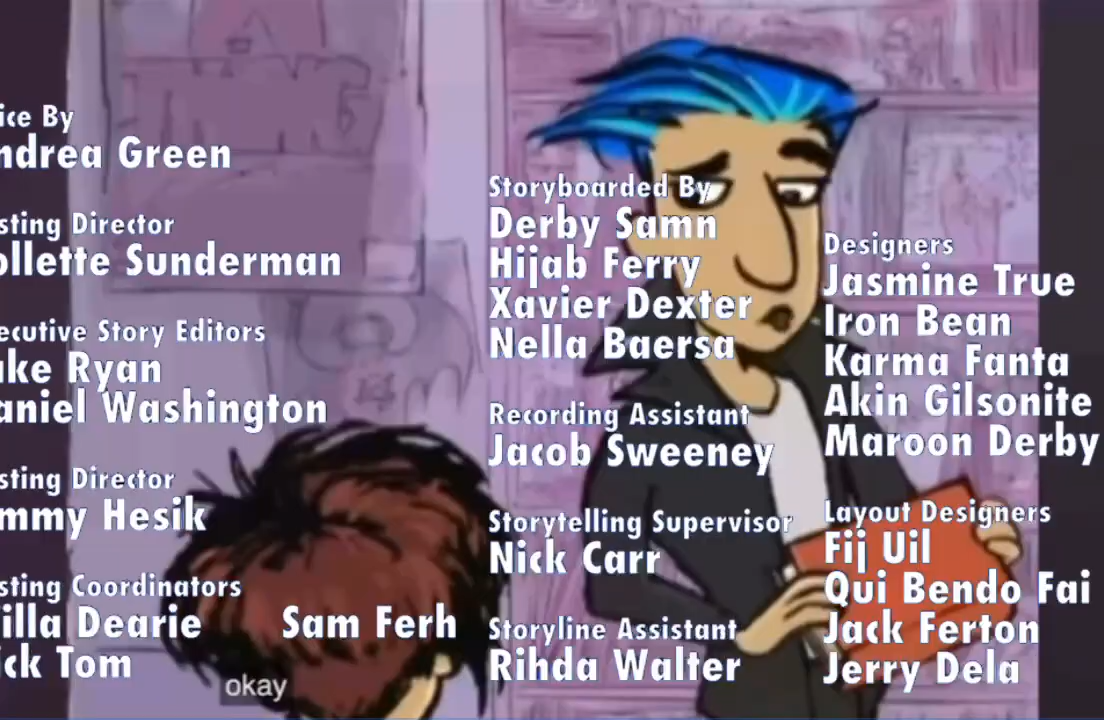 ice By
ndrea Green
sting Director
ollette Sunderman
ecutive Story Editors
ke Ryan
aniel Washington
sting Director
mmy Hesik
sting Coordinators
illa Dearie
Sam Ferh
ick Tom
okay
Storyboarded By
Derby Samn
Hijab Ferry
Xavier Dexter
Nella Baersa
Recording Assistant
Jacob Sweeney
Storytelling Supervisor
Nick Carr
Storyline Assistant
Rihda Walter
Designers
Jasmine True
Iron Bean
Karma Fanta
Akin Gilsonite
Maroon Derby
Layout Designers
Fij Uil
Qui Bendo Fai
Jack Ferton
Jerry Dela